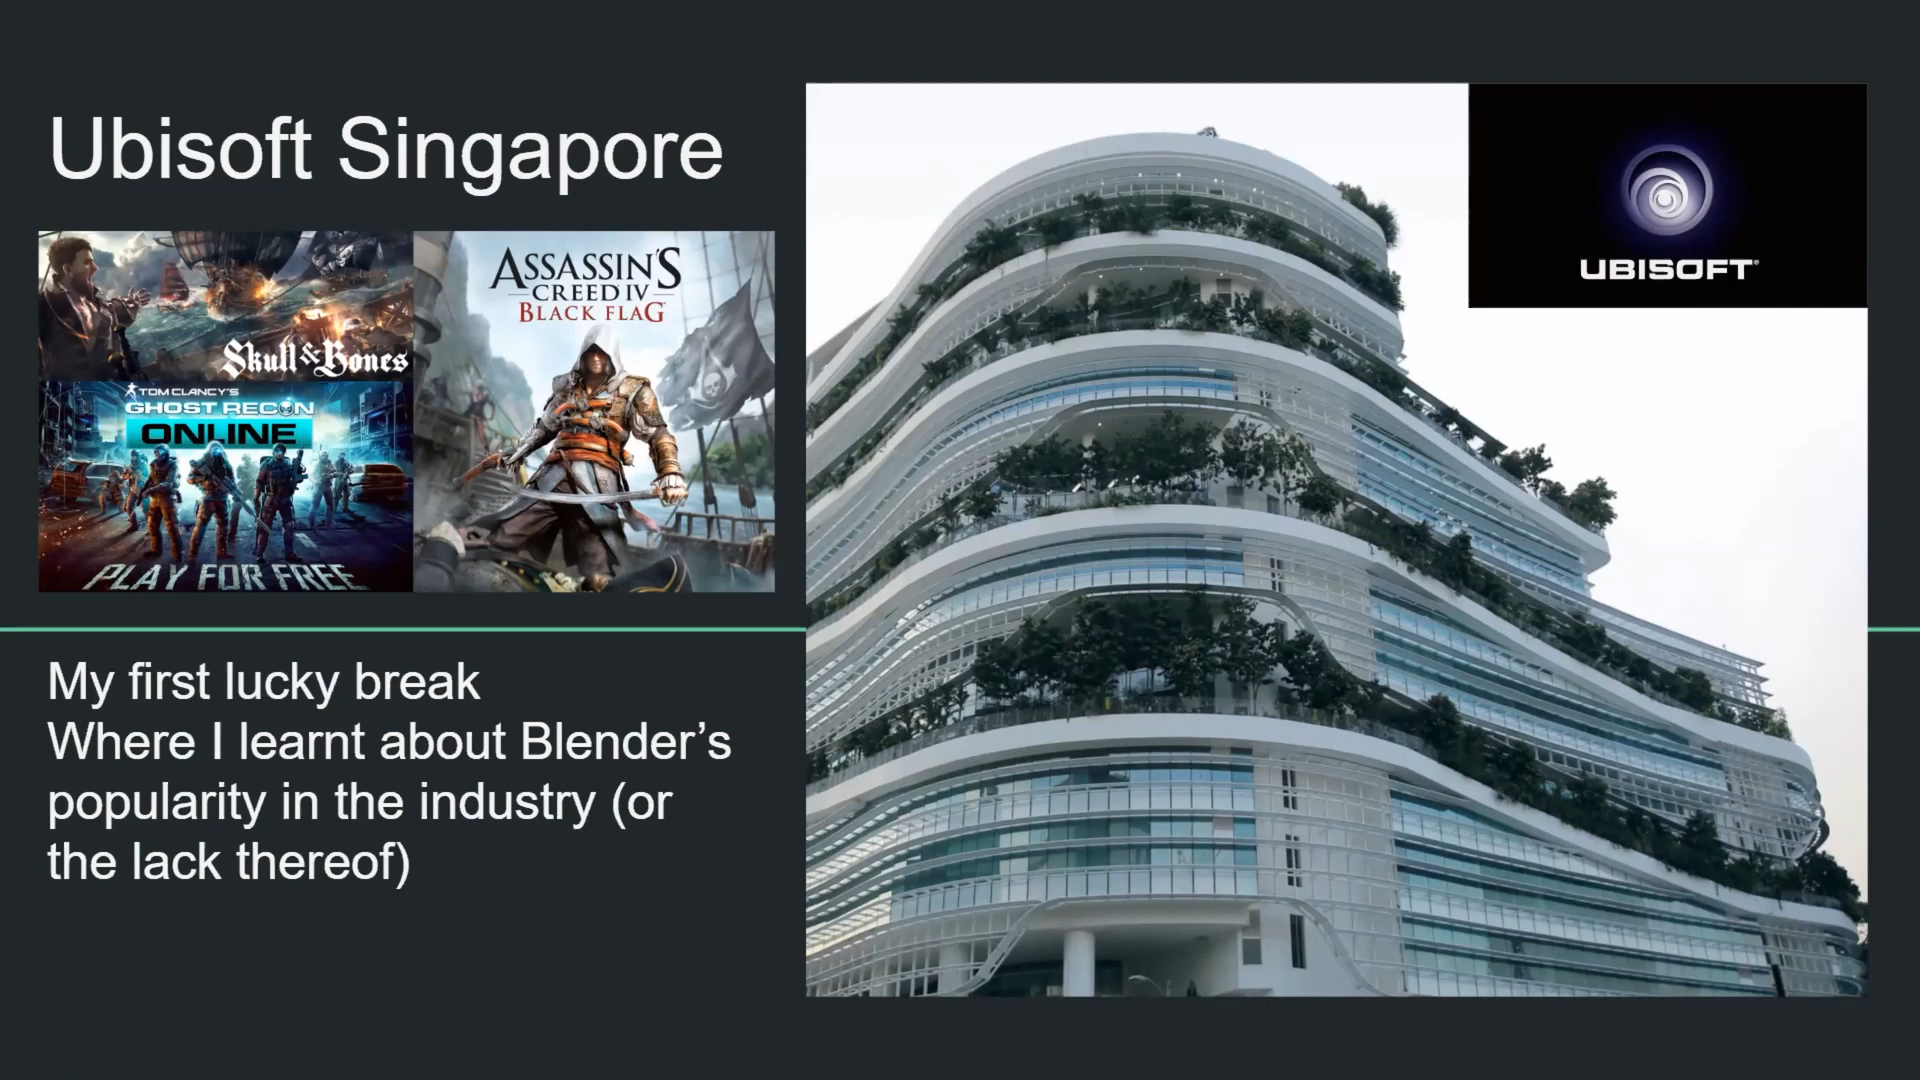 Ubisoft Singapore
Skull & Bones
TOM CLANCY'S
GHOST RECON
ONLINE
PLAY FOR FREE
ASSASSIN'S
CREED IV
BLACK FLAG
UBISOFT®
My first lucky break
Where I learnt about Blender’s
popularity in the industry (or
the lack thereof)